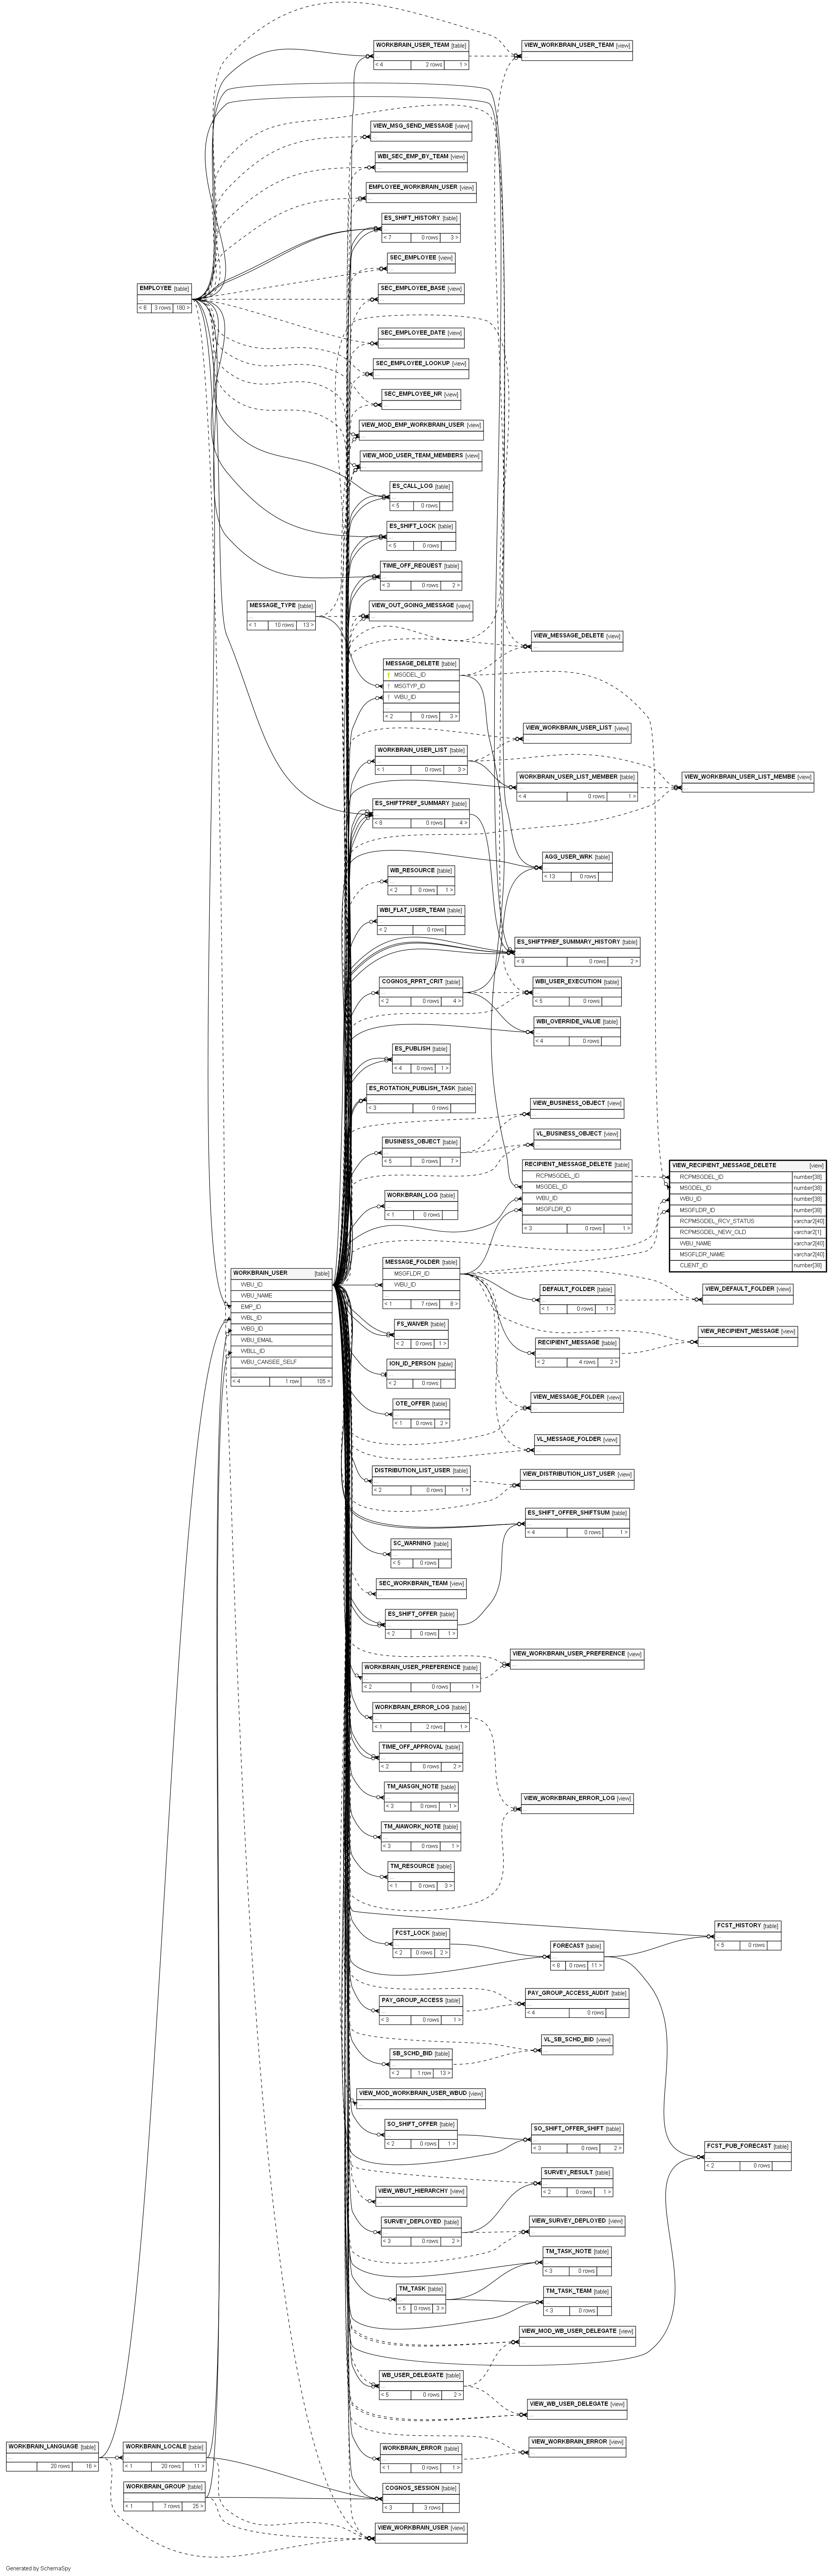 WORKBRAIN_USER_TEAM [table]
...
< 4 2 rows 1 >
VIEW_WORKBRAIN_USER_TEAM [view]
...
VIEW_MSG_SEND_MESSAGE [view]
...
WBI_SEC_EMP_BY_TEAM [view]
...
EMPLOYEE_WORKBRAIN_USER [view]
...
ES_SHIFT_HISTORY [table]
...
< 7 0 rows 3 >
SEC_EMPLOYEE [view]
...
EMPLOYEE [table]
...
< 6 3 rows 180 >
SEC_EMPLOYEE_BASE [view]
...
SEC_EMPLOYEE_DATE [view]
...
SEC_EMPLOYEE_LOOKUP [view]
...
SEC_EMPLOYEE_NR [view]
...
VIEW_MOD_EMP_WORKBRAIN_USER [view]
...
VIEW_MOD_USER_TEAM_MEMBERS [view]
...
ES_CALL_LOG [table]
...
< 5 0 rows
ES_SHIFT_LOCK [table]
...
< 5 0 rows
TIME_OFF_REQUEST [table]
...
< 3 0 rows 2 >
MESSAGE_TYPE [table]
...
< 1 10 rows 13 >
VIEW_OUT_GOING_MESSAGE [view]
...
VIEW_MESSAGE_DELETE [view]
...
MESSAGE_DELETE [table]
MSGDEL_ID
MSGTYP_ID
WBU_ID
...
< 2 0 rows 3 >
VIEW_WORKBRAIN_USER_LIST [view]
...
WORKBRAIN_USER_LIST [table]
...
< 1 0 rows 3 >
WORKBRAIN_USER_LIST_MEMBER [table]
...
< 4 0 rows 1 >
VIEW_WORKBRAIN_USER_LIST_MEMBE [view]
...
ES_SHIFTPREF_SUMMARY [table]
...
< 8 0 rows 4 >
AGG_USER_WRK [table]
...
< 13 0 rows
WB_RESOURCE [table]
...
< 2 0 rows 1 >
WBI_FLAT_USER_TEAM [table]
...
< 2 0 rows
ES_SHIFTPREF_SUMMARY_HISTORY [table]
...
< 9 0 rows 2 >
COGNOS_RPRT_CRIT [table]
...
< 2 0 rows 4 >
WBI_USER_EXECUTION [table]
...
< 5 0 rows
WBI_OVERRIDE_VALUE [table]
...
< 4 0 rows
ES_PUBLISH [table]
...
< 4 0 rows 1 >
ES_ROTATION_PUBLISH_TASK [table]
...
< 3 0 rows
VIEW_BUSINESS_OBJECT [view]
...
VL_BUSINESS_OBJECT [view]
...
BUSINESS_OBJECT [table]
...
< 5 0 rows 7 >
RECIPIENT_MESSAGE_DELETE [table]
RCPMSGDEL_ID
MSGDEL_ID
WBU_ID
MSGFLDR_ID
...
< 3 0 rows 1 >
VIEW_RECIPIENT_MESSAGE_DELETE [view]
RCPMSGDEL_ID number[38]
MSGDEL_ID number[38]
WBU_ID number[38]
MSGFLDR_ID number[38]
RCPMSGDEL_RCV_STATUS varchar2[40]
RCPMSGDEL_NEW_OLD varchar2[1]
WBU_NAME varchar2[40]
MSGFLDR_NAME varchar2[40]
CLIENT_ID number[38]
WORKBRAIN_LOG [table]
...
< 1 0 rows
WORKBRAIN_USER [table]
WBU_ID
WBU_NAME
EMP_ID
WBL_ID
WBG_ID
WBU_EMAIL
WBLL_ID
WBU_CANSEE_SELF
...
< 4 1 row 105 >
MESSAGE_FOLDER [table]
MSGFLDR_ID
WBU_ID
...
< 1 7 rows 8 >
DEFAULT_FOLDER [table]
...
< 1 0 rows 1 >
VIEW_DEFAULT_FOLDER [view]
...
FS_WAIVER [table]
...
< 2 0 rows 1 >
VIEW_RECIPIENT_MESSAGE [view]
...
RECIPIENT_MESSAGE [table]
...
< 2 4 rows 2 >
ION_ID_PERSON [table]
...
< 2 0 rows
VIEW_MESSAGE_FOLDER [view]
...
OTE_OFFER [table]
...
< 1 0 rows 2 >
VL_MESSAGE_FOLDER [view]
...
DISTRIBUTION_LIST_USER [table]
...
< 2 0 rows 1 >
VIEW_DISTRIBUTION_LIST_USER [view]
...
ES_SHIFT_OFFER_SHIFTSUM [table]
...
< 4 0 rows 1 >
SC_WARNING [table]
...
< 5 0 rows
SEC_WORKBRAIN_TEAM [view]
...
ES_SHIFT_OFFER [table]
...
< 2 0 rows 1 >
VIEW_WORKBRAIN_USER_PREFERENCE [view]
...
WORKBRAIN_USER_PREFERENCE [table]
...
< 2 0 rows 1 >
WORKBRAIN_ERROR_LOG [table]
...
< 1 2 rows 1 >
TIME_OFF_APPROVAL [table]
...
< 2 0 rows 2 >
TM_AIASGN_NOTE [table]
...
< 3 0 rows 1 >
VIEW_WORKBRAIN_ERROR_LOG [view]
...
TM_AIAWORK_NOTE [table]
...
< 3 0 rows 1 >
TM_RESOURCE [table]
...
< 1 0 rows 3 >
FCST_HISTORY [table]
...
< 5 0 rows
FCST_LOCK [table]
...
< 2 0 rows 2 >
FORECAST [table]
...
< 8 0 rows 11 >
PAY_GROUP_ACCESS [table]
...
< 3 0 rows 1 >
PAY_GROUP_ACCESS_AUDIT [table]
...
< 4 0 rows
VL_SB_SCHD_BID [view]
...
SB_SCHD_BID [table]
...
< 2 1 row 13 >
VIEW_MOD_WORKBRAIN_USER_WBUD [view]
...
SO_SHIFT_OFFER [table]
...
< 2 0 rows 1 >
SO_SHIFT_OFFER_SHIFT [table]
...
< 3 0 rows 2 >
FCST_PUB_FORECAST [table]
...
< 2 0 rows
SURVEY_RESULT [table]
...
< 2 0 rows 1 >
VIEW_WBUT_HIERARCHY [view]
...
SURVEY_DEPLOYED [table]
...
< 3 0 rows 2 >
VIEW_SURVEY_DEPLOYED [view]
...
TM_TASK_NOTE [table]
...
< 3 0 rows
TM_TASK [table]
...
< 5 0 rows 3 >
TM_TASK_TEAM [table]
...
< 3 0 rows
VIEW_MOD_WB_USER_DELEGATE [view]
...
WB_USER_DELEGATE [table]
...
< 5 0 rows 2 >
VIEW_WB_USER_DELEGATE [view]
...
VIEW_WORKBRAIN_ERROR [view]
...
WORKBRAIN_LANGUAGE [table]
...
20 rows 16 >
WORKBRAIN_LOCALE [table]
...
< 1 20 rows 11 >
WORKBRAIN_ERROR [table]
...
< 1 0 rows 1 >
WORKBRAIN_GROUP [table]
...
< 1 7 rows 25 >
COGNOS_SESSION [table]
...
< 3 3 rows
VIEW_WORKBRAIN_USER [view]
...
Generated by SchemaSpy